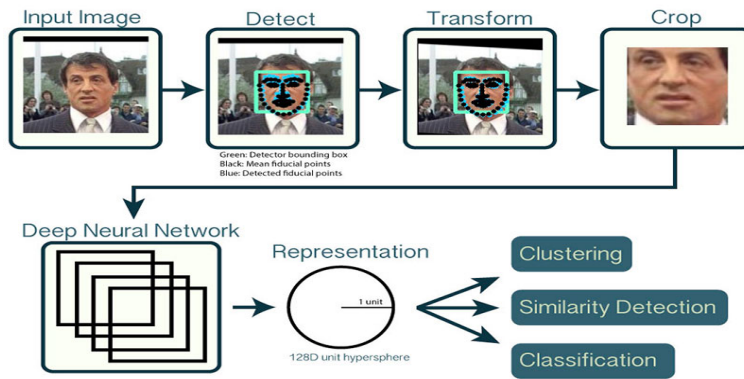 Input Image
Detect
Transform
Crop
Green: Detector bounding box
Black: Mean fiducial points
Blue: Detected fiducial points
Deep Neural Network
Representation
1 unit
128D unit hypersphere
Clustering
Similarity Detection
Classification